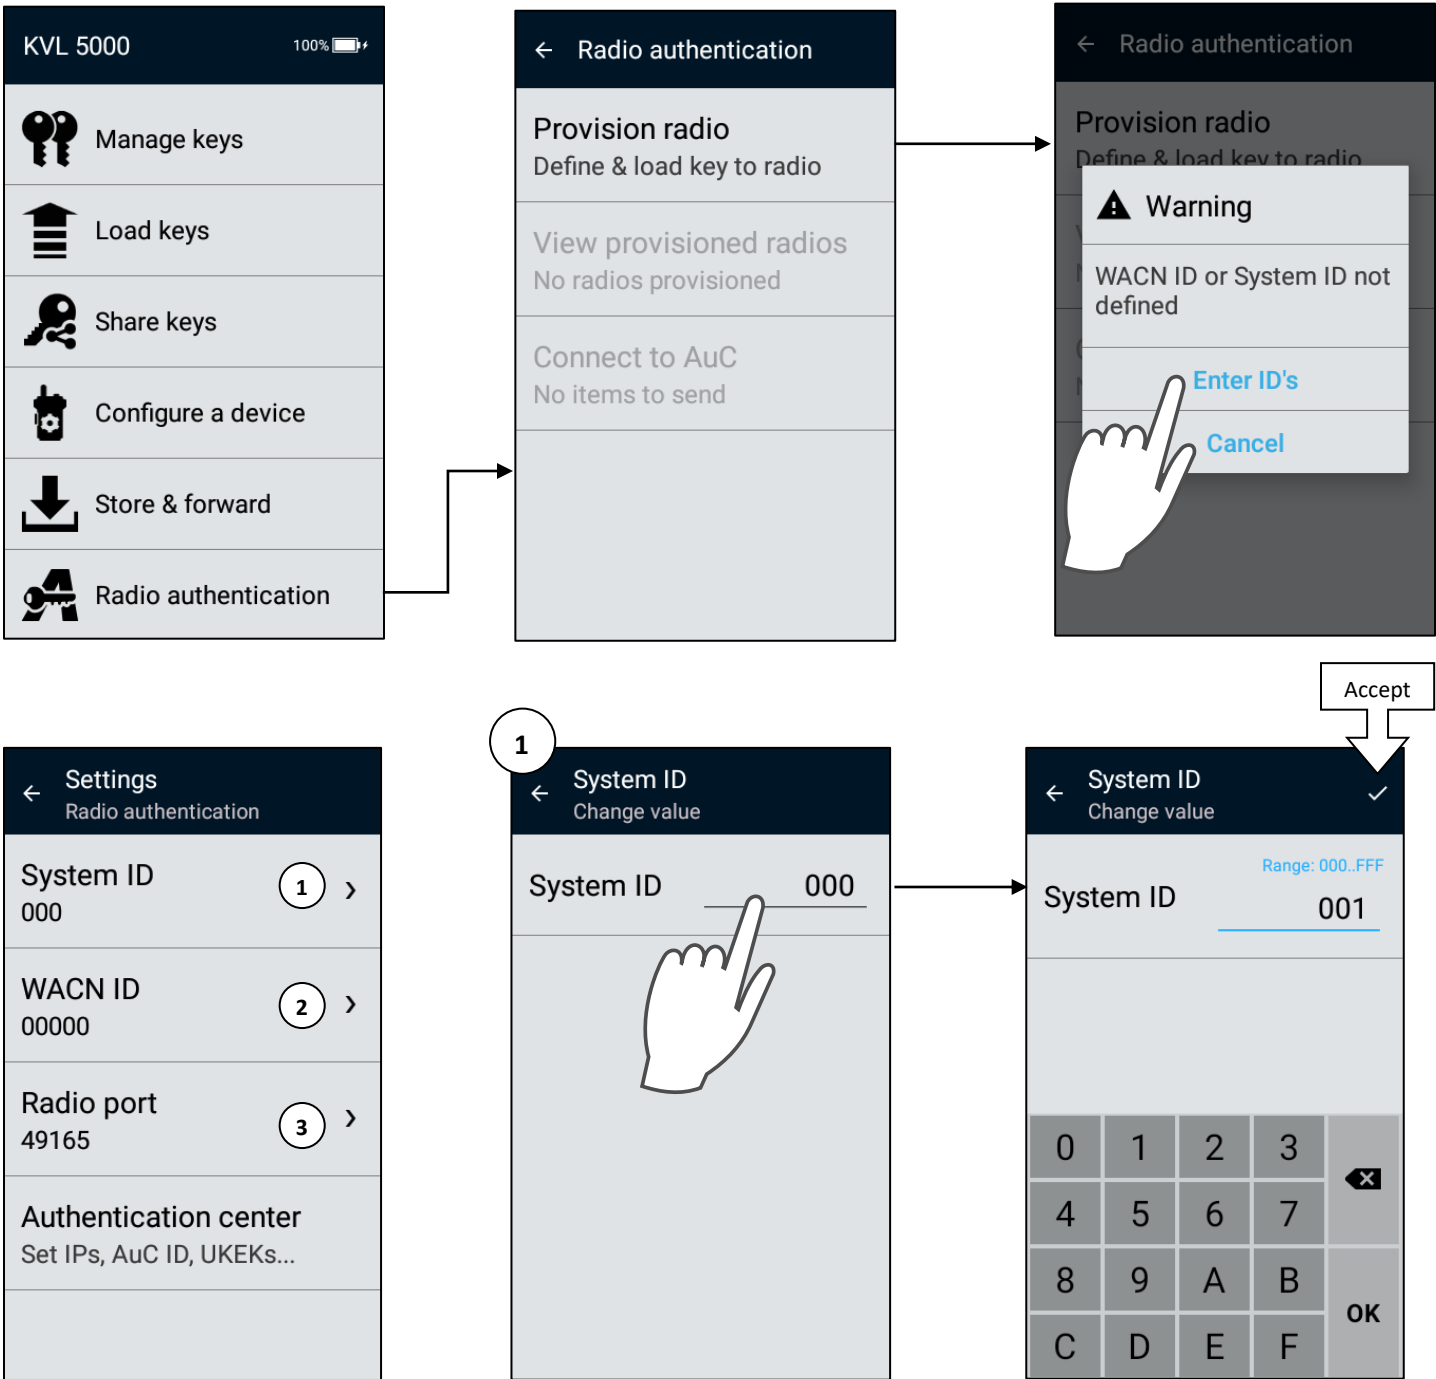 KVL 5000
100%
Manage keys
Load keys
Share keys
Configure a device
Store & forward
Radio authentication
Radio authentication
Provision radio
Define & load key to radio
View provisioned radios
No radios provisioned
Connect to AuC
No items to send
Radio authentication
Provision radio
Define & load key to radio
Warning
WACN ID or System ID not
defined
Enter ID's
Cancel
Settings
Radio authentication
System ID
000
1
WACN ID
00000
2
Radio port
49165
3
Authentication center
Set IPs, AuC ID, UKEKs...
1
System ID
Change value
System ID 000
Accept
System ID
Change value
Range: 000..FFF
System ID
001
0 1 2 3
4 5 6 7
8 9 A B
OK
C D E F